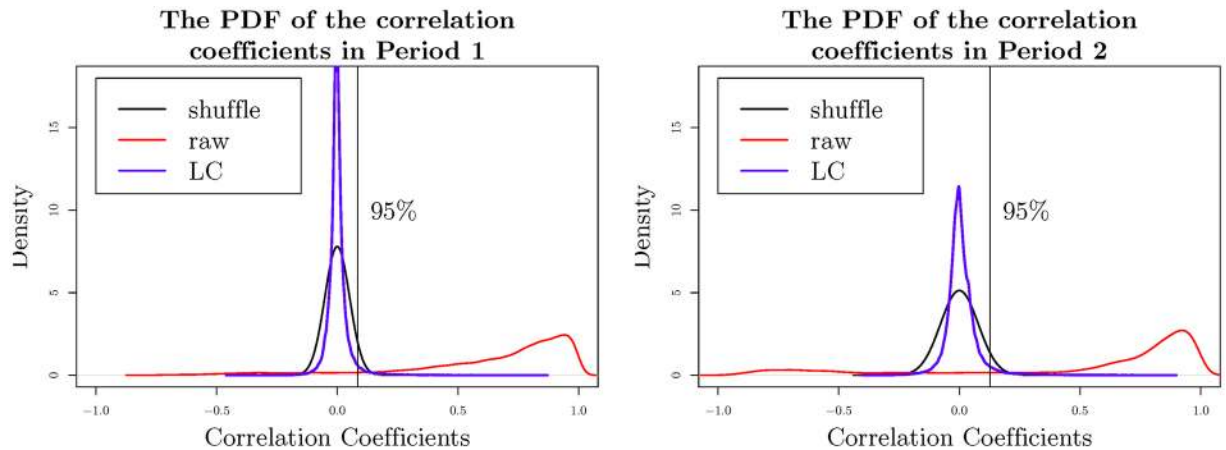 The PDF of the correlation
coefficients in Period 1
shuffle
raw
LC
95%
Density
0
5
10
15
−1.0
−0.5
0.0
0.5
1.0
Correlation Coefficients
The PDF of the correlation
coefficients in Period 2
shuffle
raw
LC
95%
Density
0
5
10
15
−1.0
−0.5
0.0
0.5
1.0
Correlation Coefficients